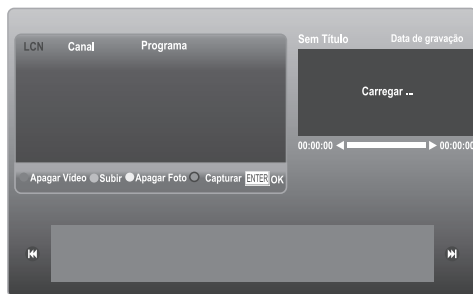 LCN Canal Programa
Sem Título Data de gravação
Carregar ...
00:00:00 00:00:00
Apagar Video Subir Apagar Foto Capturar ENTER OK